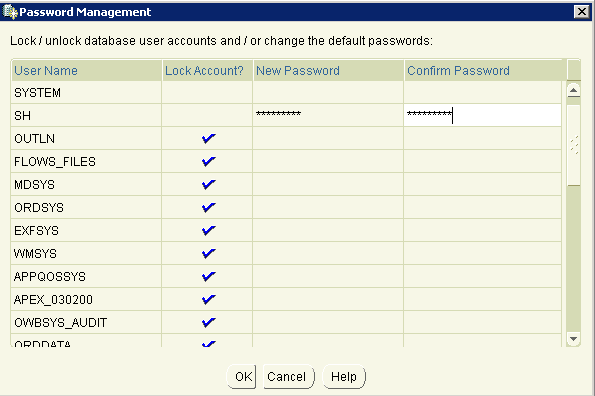 Password Management
Lock / unlock database user accounts and / or change the default passwords:
User Name Lock Account? New Password Confirm Password
SYSTEM
SH ********* *********
OUTLN
FLOWS_FILES
MDSYS
ORDSYS
EXFSYS
WMSYS
APPQOSSYS
APEX_030200
OWBSYS_AUDIT
ORDDATA
OK Cancel Help